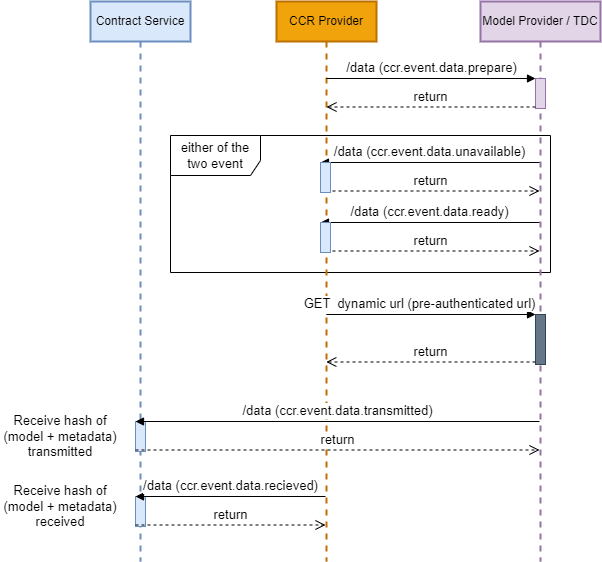 Contract Service
CCR Provider
Model Provider / TDC
/data (ccr.event.data.prepare)
return
either of the
two event
/data (ccr.event.data.unavailable)
return
/data (ccr.event.data.ready)
return
GET dynamic url (pre-authenticated url)
return
/data (ccr.event.data.transmitted)
Receive hash of
(model + metadata)
transmitted
return
/data (ccr.event.data.recieved)
Receive hash of
(model + metadata)
received
return